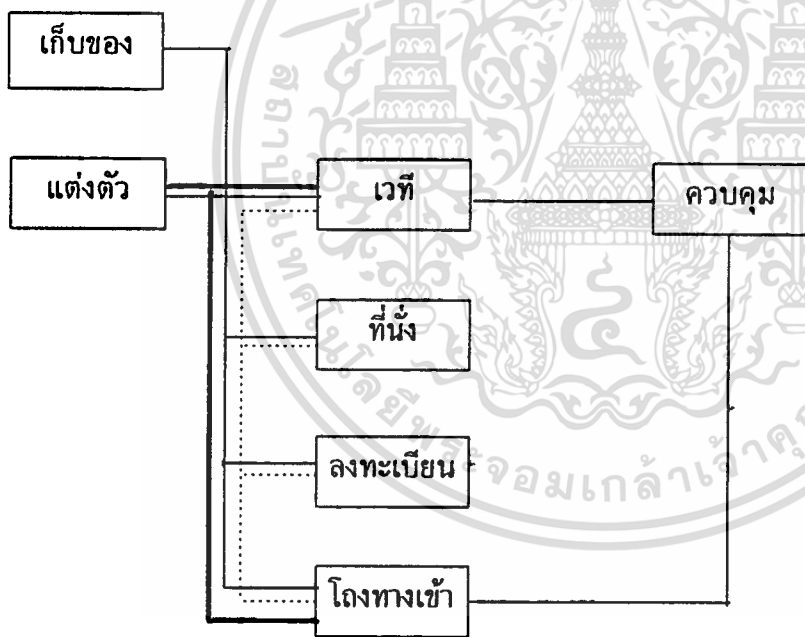 เก็บของ
แต่งตัว
เวที
ควบคุม
ที่นั่ง
ลงทะเบียน
โถงทางเข้า